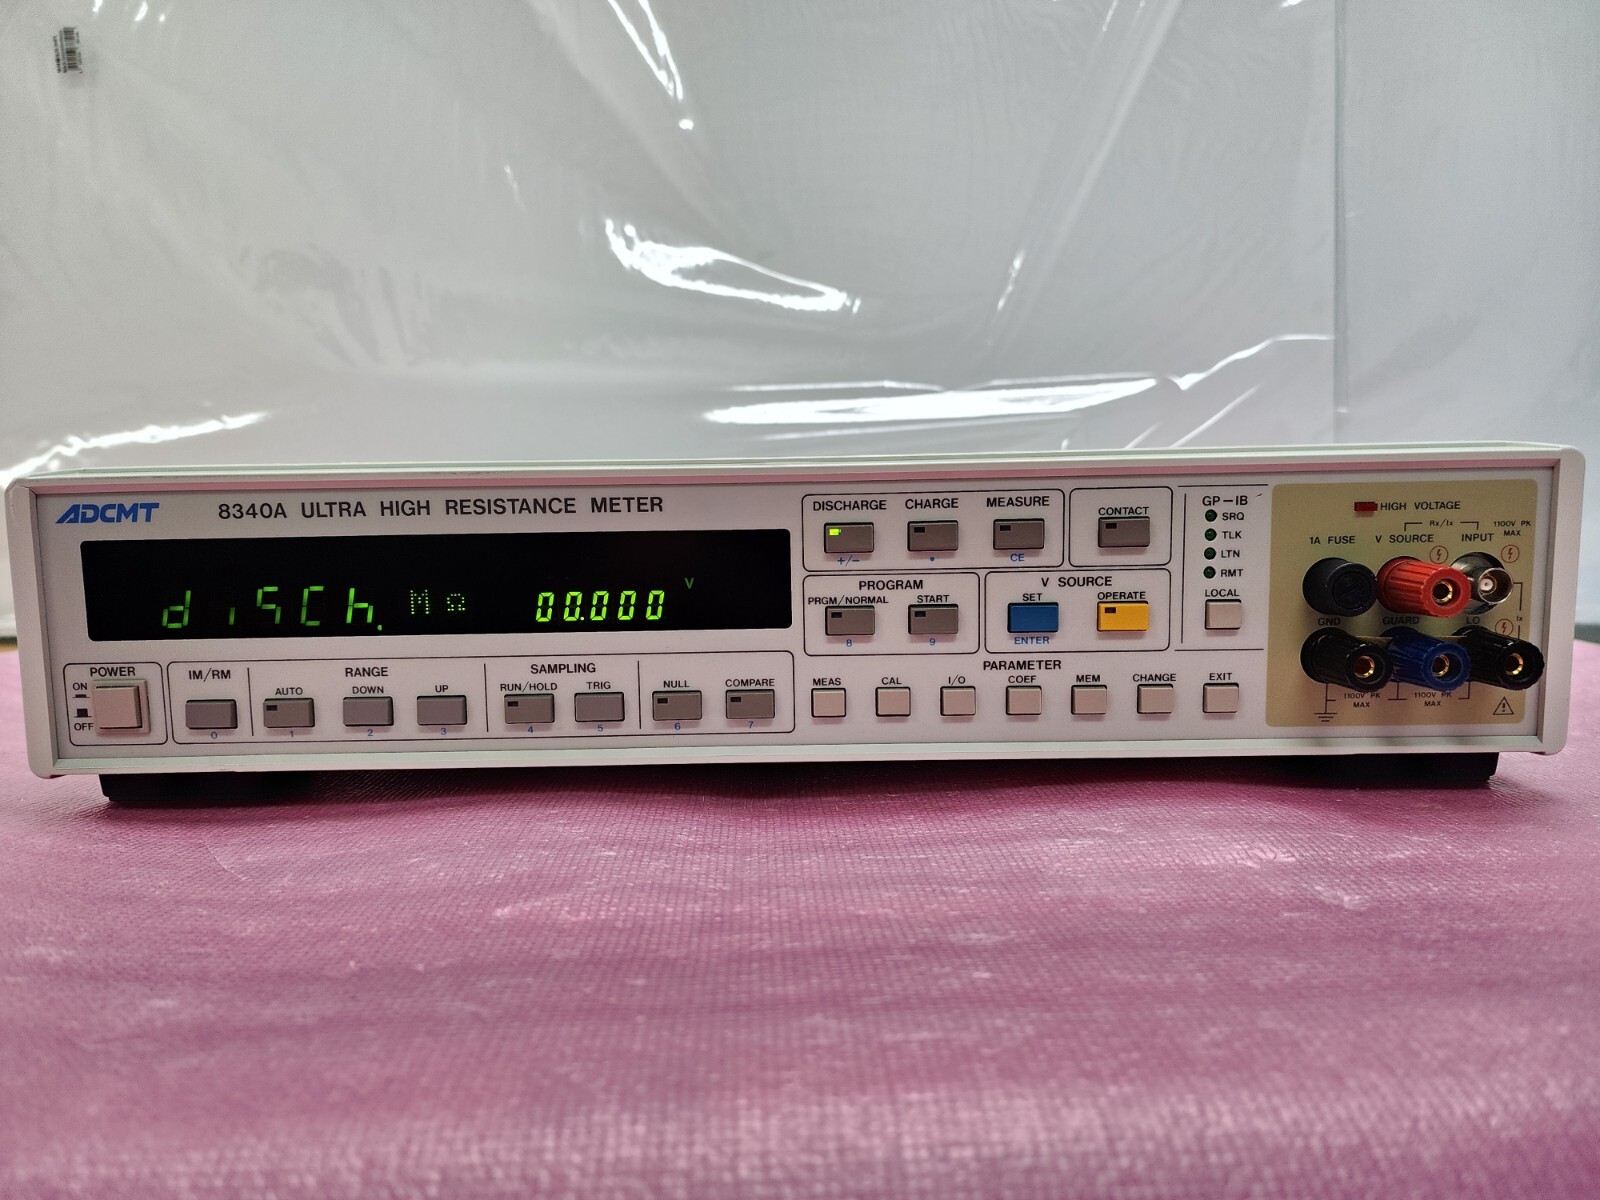 ADCMT 8340A ULTRA HIGH RESISTANCE METER
disCh. MΩ 00.000 V
POWER
ON
OFF
IM/RM
0
RANGE
AUTO DOWN UP
1 2 3
SAMPLING
RUN/HOLD TRIG
4 5
NULL COMPARE
6 7
DISCHARGE CHARGE MEASURE
+/− • CE
CONTACT
PROGRAM
PRGM/NORMAL START
8 9
V SOURCE
SET OPERATE
ENTER
PARAMETER
MEAS CAL I/O COEF MEM CHANGE EXIT
GP-IB
SRQ
TLK
LTN
RMT
LOCAL
HIGH VOLTAGE
Rx/Ix
1A FUSE V SOURCE INPUT
1100V PK
MAX
GND GUARD LO
Ix
1100V PK
MAX
1100V PK
MAX